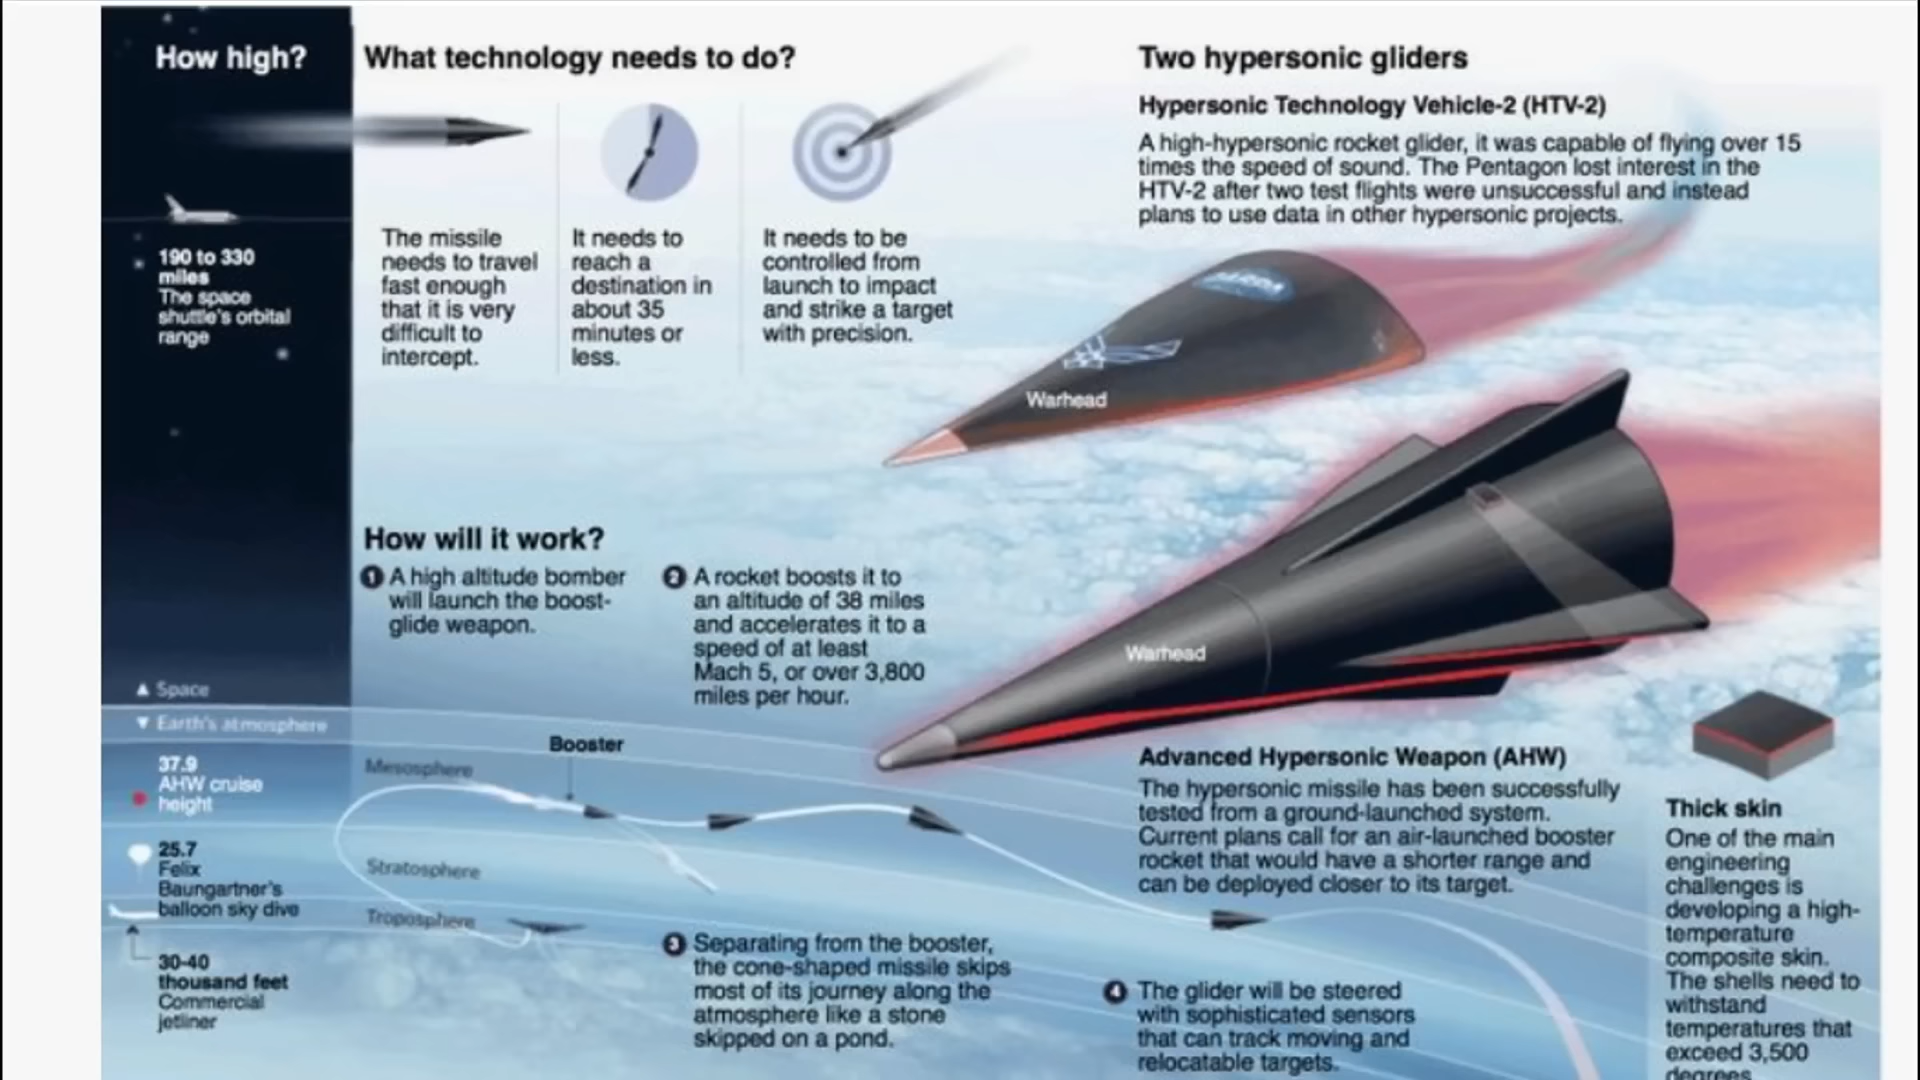 How high?
190 to 330
miles
The space
shuttle's orbital
range
▲ Space
▼ Earth's atmosphere
37.9
AHW cruise
height
25.7
Felix
Baumgartner's
balloon sky dive
30-40
thousand feet
Commercial
jetliner
What technology needs to do?
The missile
needs to travel
fast enough
that it is very
difficult to
intercept.
It needs to
reach a
destination in
about 35
minutes or
less.
It needs to be
controlled from
launch to impact
and strike a target
with precision.
How will it work?
1 A high altitude bomber
will launch the boost-
glide weapon.
2 A rocket boosts it to
an altitude of 38 miles
and accelerates it to a
speed of at least
Mach 5, or over 3,800
miles per hour.
Booster
Mesosphere
Stratosphere
Troposphere
3 Separating from the booster,
the cone-shaped missile skips
most of its journey along the
atmosphere like a stone
skipped on a pond.
4 The glider will be steered
with sophisticated sensors
that can track moving and
relocatable targets.
Two hypersonic gliders
Hypersonic Technology Vehicle-2 (HTV-2)
A high-hypersonic rocket glider, it was capable of flying over 15
times the speed of sound. The Pentagon lost interest in the
HTV-2 after two test flights were unsuccessful and instead
plans to use data in other hypersonic projects.
DARPA
Warhead
Warhead
Advanced Hypersonic Weapon (AHW)
The hypersonic missile has been successfully
tested from a ground-launched system.
Current plans call for an air-launched booster
rocket that would have a shorter range and
can be deployed closer to its target.
Thick skin
One of the main
engineering
challenges is
developing a high-
temperature
composite skin.
The shells need to
withstand
temperatures that
exceed 3,500
degrees